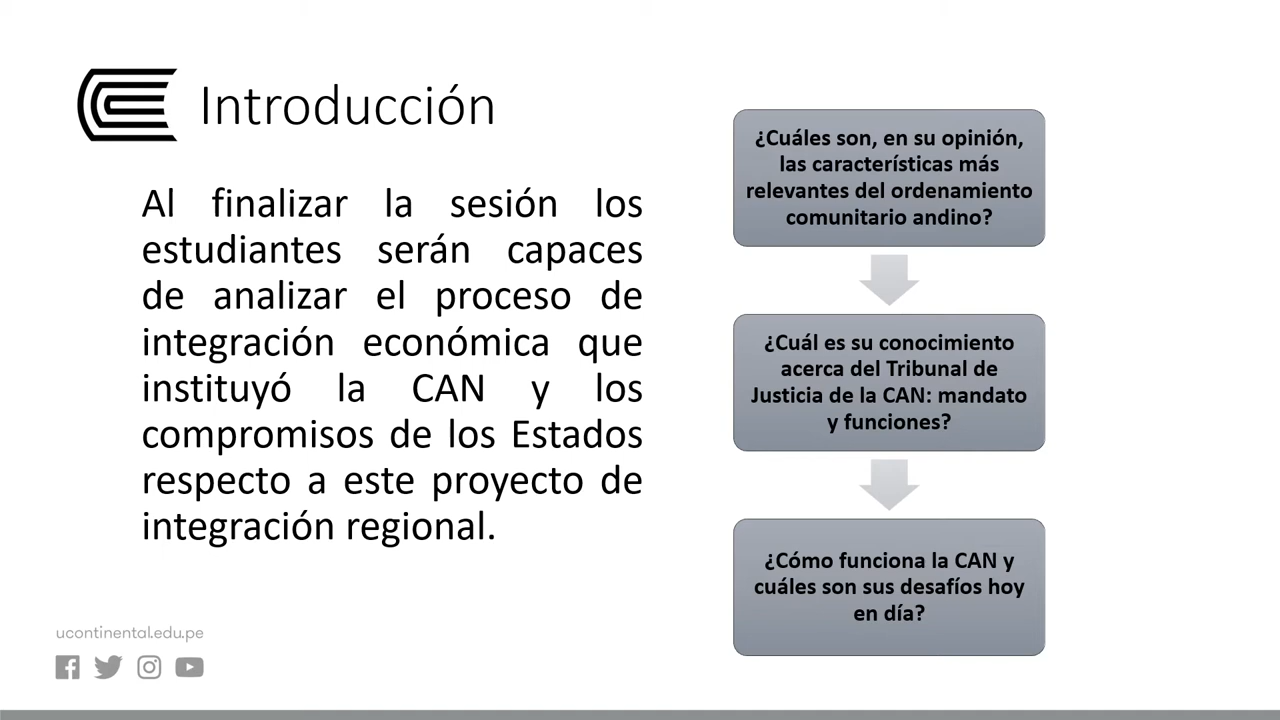 Introducción
Al finalizar la sesión los
estudiantes serán capaces
de analizar el proceso de
integración económica que
instituyó la CAN y los
compromisos de los Estados
respecto a este proyecto de
integración regional.
¿Cuáles son, en su opinión,
las características más
relevantes del ordenamiento
comunitario andino?
¿Cuál es su conocimiento
acerca del Tribunal de
Justicia de la CAN: mandato
y funciones?
¿Cómo funciona la CAN y
cuáles son sus desafíos hoy
en día?
ucontinental.edu.pe